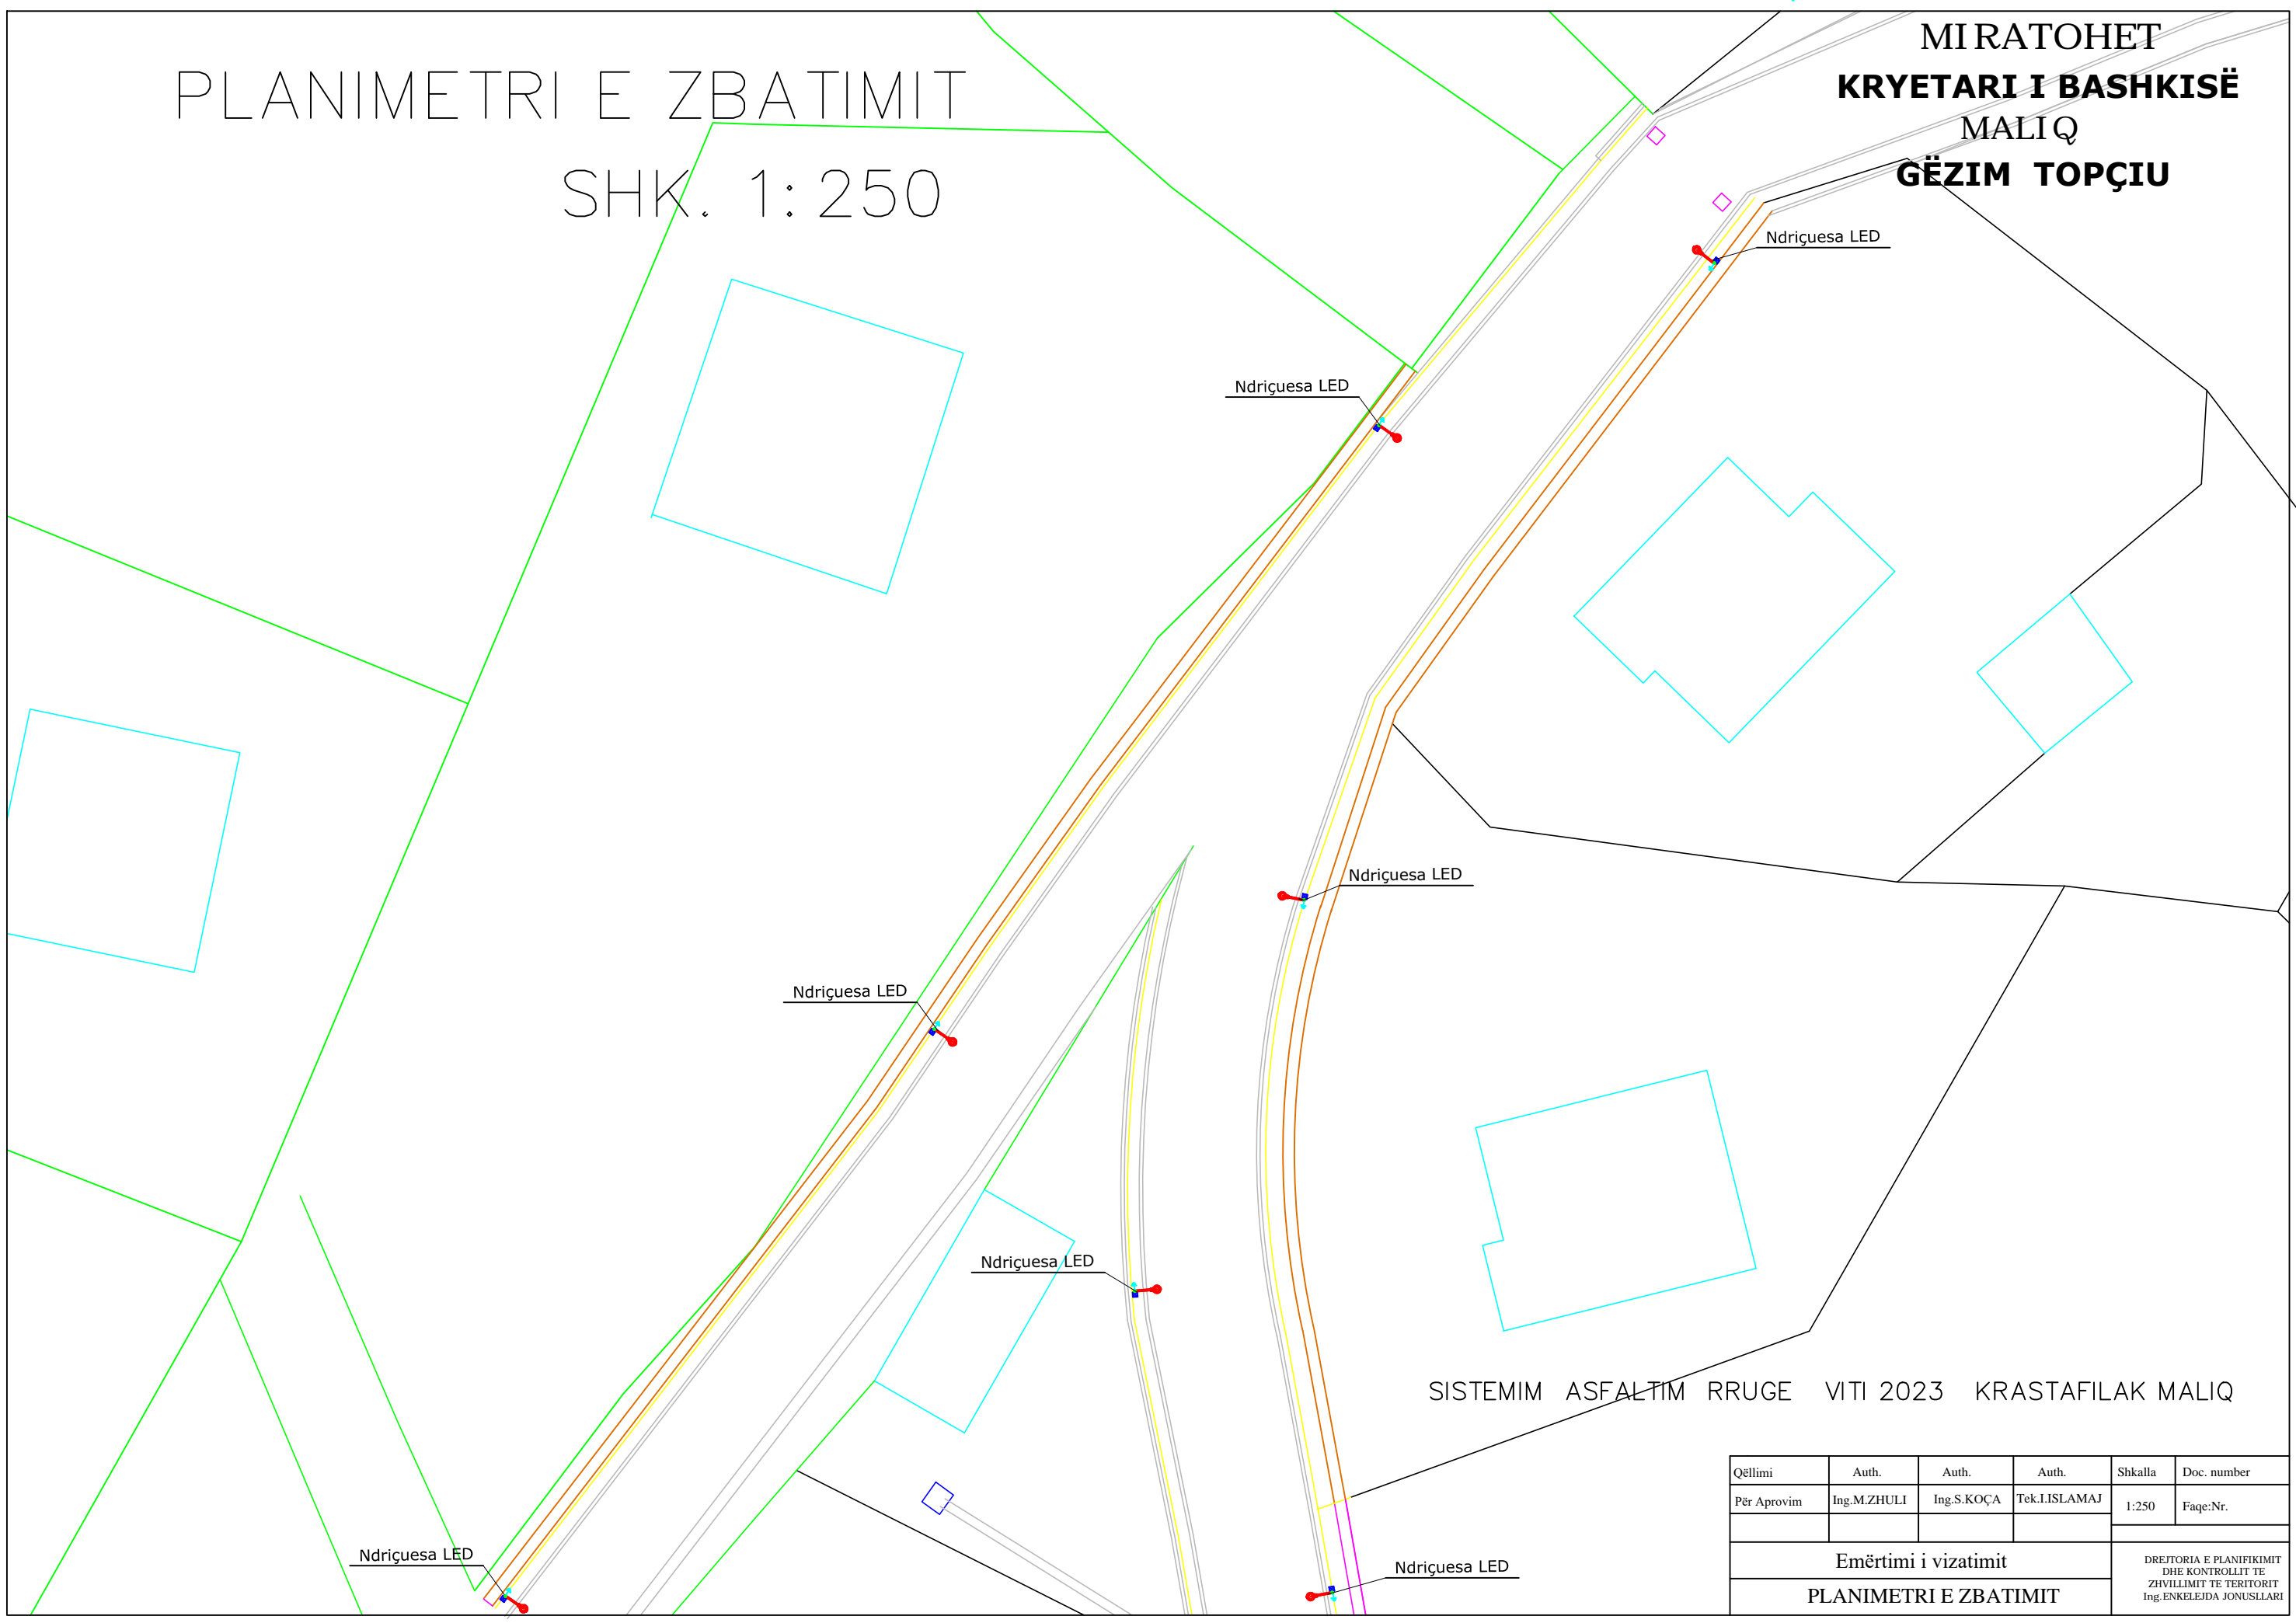 PLANIMETRI E ZBATIMIT
SHK. 1:250
MIRATOHET
KRYETARI I BASHKISË
MALIQ
GËZIM TOPÇIU
Ndriçuesa LED
Ndriçuesa LED
Ndriçuesa LED
Ndriçuesa LED
Ndriçuesa LED
Ndriçuesa LED
Ndriçuesa LED
SISTEMIM ASFALTIM RRUGE VITI 2023 KRASTAFILAK MALIQ
Qëllimi Auth. Auth. Auth. Shkalla Doc. number
Për Aprovim Ing.M.ZHULI Ing.S.KOÇA Tek.I.ISLAMAJ 1:250 Faqe:Nr.
Emërtimi i vizatimit
PLANIMETRI E ZBATIMIT
DREJTORIA E PLANIFIKIMIT
DHE KONTROLLIT TE
ZHVILLIMIT TE TERITORIT
Ing.ENKELEJDA JONUSLLARI